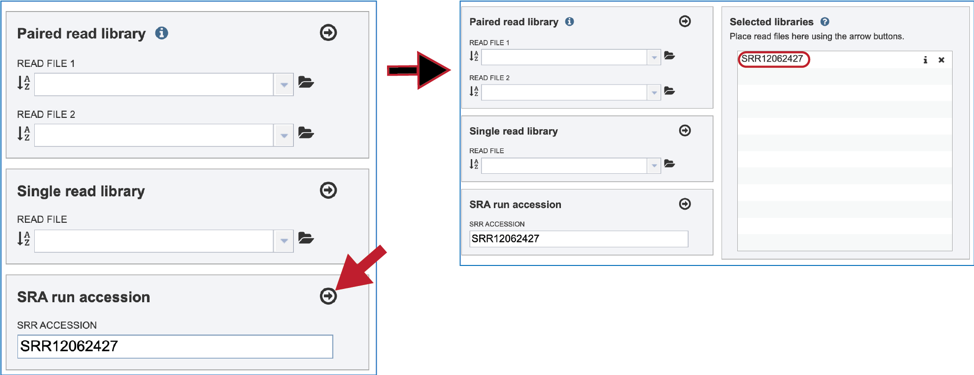 Paired read library
READ FILE 1
READ FILE 2
Single read library
READ FILE
SRA run accession
SRR ACCESSION
SRR12062427
Paired read library
READ FILE 1
READ FILE 2
Single read library
READ FILE
SRA run accession
SRR ACCESSION
SRR12062427
Selected libraries
Place read files here using the arrow buttons.
SRR12062427